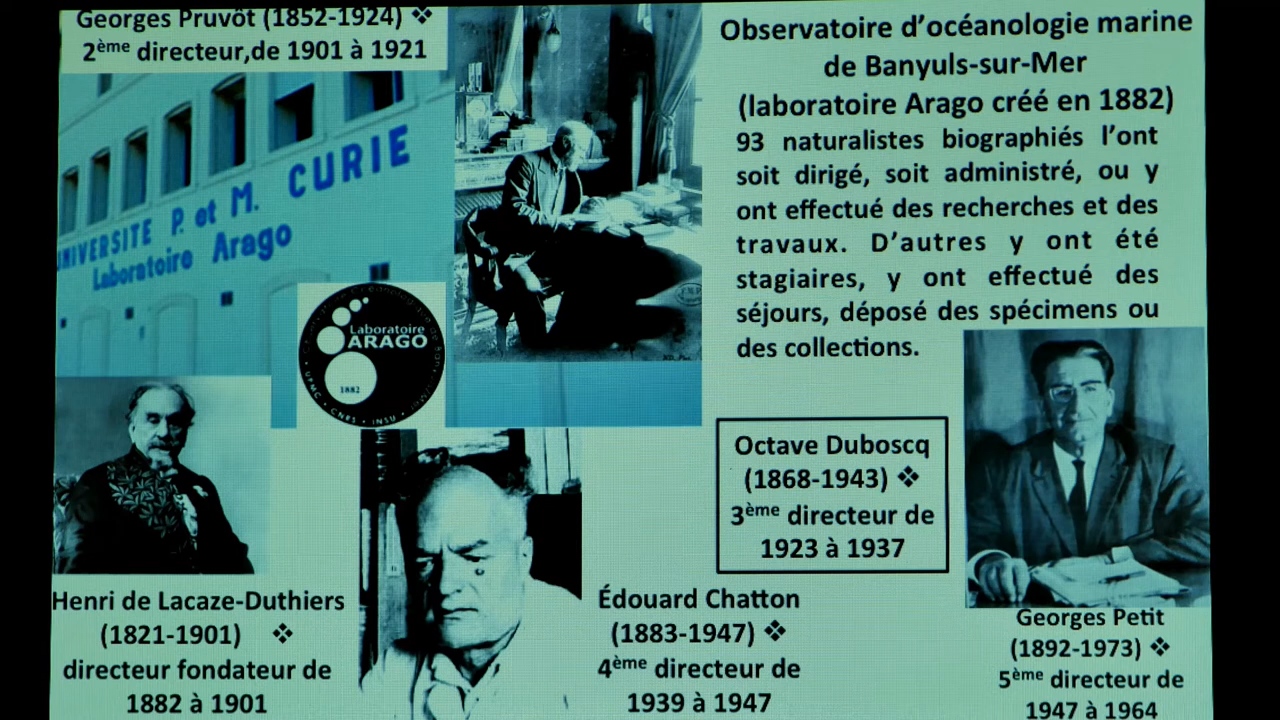 Georges Pruvôt (1852-1924) ❖
2ème directeur,de 1901 à 1921
UNIVERSITE P. et M. CURIE
Laboratoire Arago
Laboratoire
ARAGO
1882
UPMC • CNRS • INSU
Observatoire d’océanologie marine
de Banyuls-sur-Mer
(laboratoire Arago créé en 1882)
93 naturalistes biographiés l’ont
soit dirigé, soit administré, ou y
ont effectué des recherches et des
travaux. D’autres y ont été
stagiaires, y ont effectué des
séjours, déposé des spécimens ou
des collections.
Octave Duboscq
(1868-1943) ❖
3ème directeur de
1923 à 1937
Henri de Lacaze-Duthiers
(1821-1901) ❖
directeur fondateur de
1882 à 1901
Édouard Chatton
(1883-1947) ❖
4ème directeur de
1939 à 1947
Georges Petit
(1892-1973) ❖
5ème directeur de
1947 à 1964